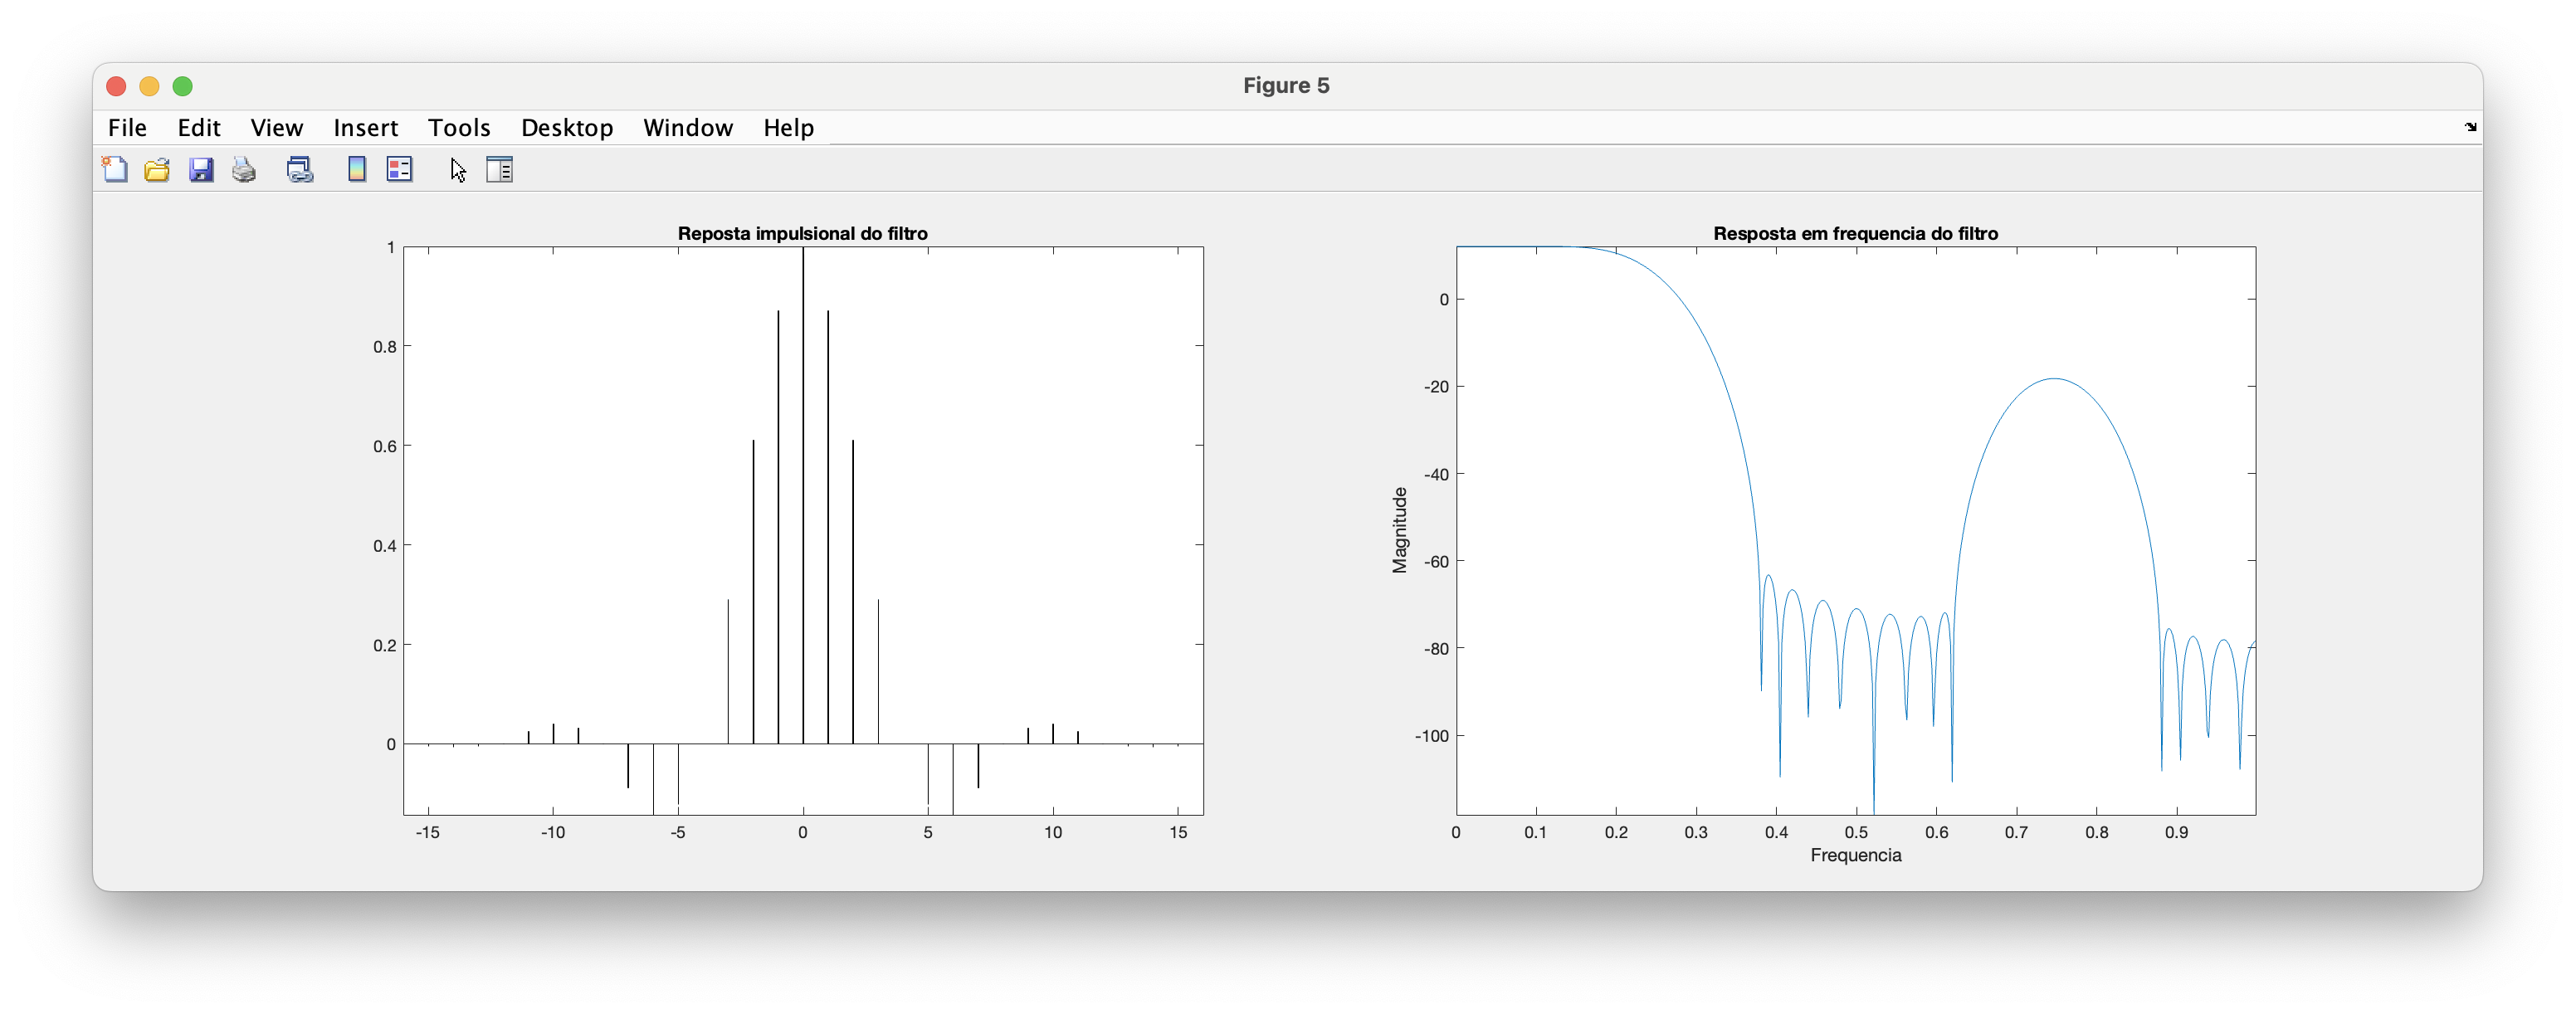 Figure 5
File Edit View Insert Tools Desktop Window Help
Reposta impulsional do filtro
1
0.8
0.6
0.4
0.2
0
-15 -10 -5 0 5 10 15
Resposta em frequencia do filtro
Magnitude
0
-20
-40
-60
-80
-100
0 0.1 0.2 0.3 0.4 0.5 0.6 0.7 0.8 0.9
Frequencia